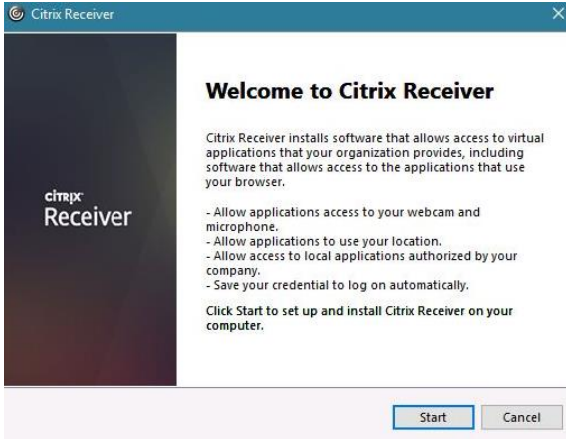 Citrix Receiver
Welcome to Citrix Receiver
Citrix Receiver installs software that allows access to virtual
applications that your organization provides, including
software that allows access to the applications that use
your browser.
- Allow applications access to your webcam and
microphone.
- Allow applications to use your location.
- Allow access to local applications authorized by your
company.
- Save your credential to log on automatically.
Click Start to set up and install Citrix Receiver on your
computer.
CITRIX
Receiver
Start
Cancel